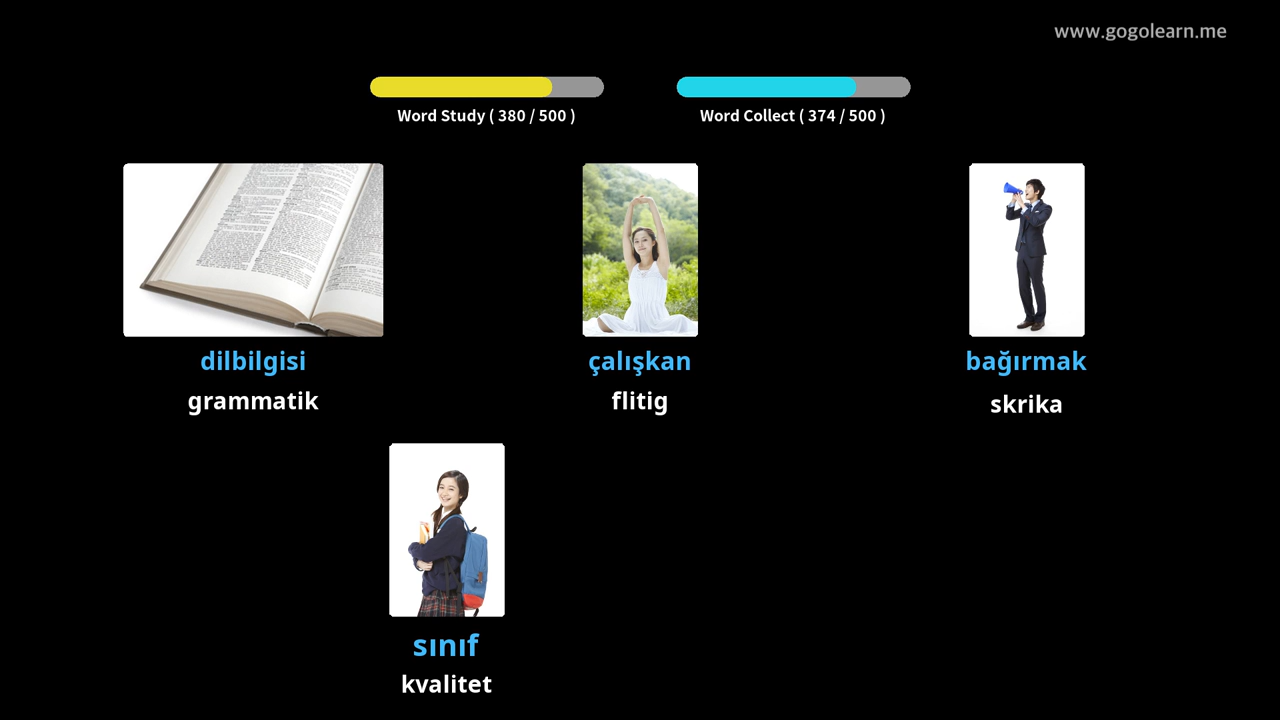 www.gogolearn.me
Word Study ( 380 / 500 )
Word Collect ( 374 / 500 )
dilbilgisi
çalışkan
bağırmak
grammatik
flitig
skrika
sınıf
kvalitet